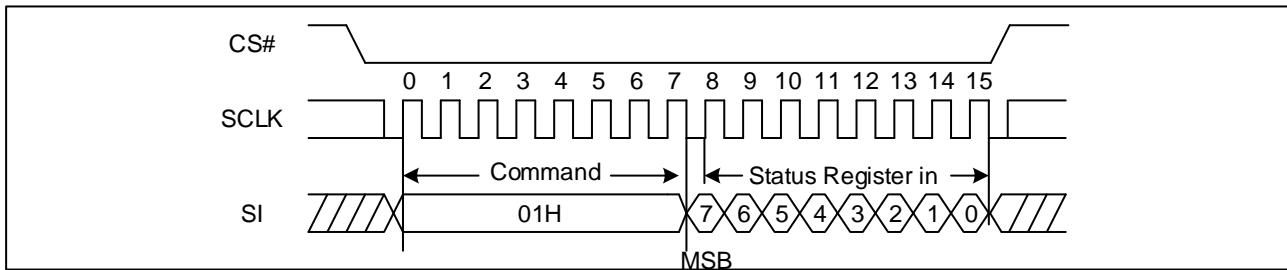 CS#
0 1 2 3 4 5 6 7 8 9 10 11 12 13 14 15
SCLK
Command Status Register in
SI 01H 7 6 5 4 3 2 1 0
MSB